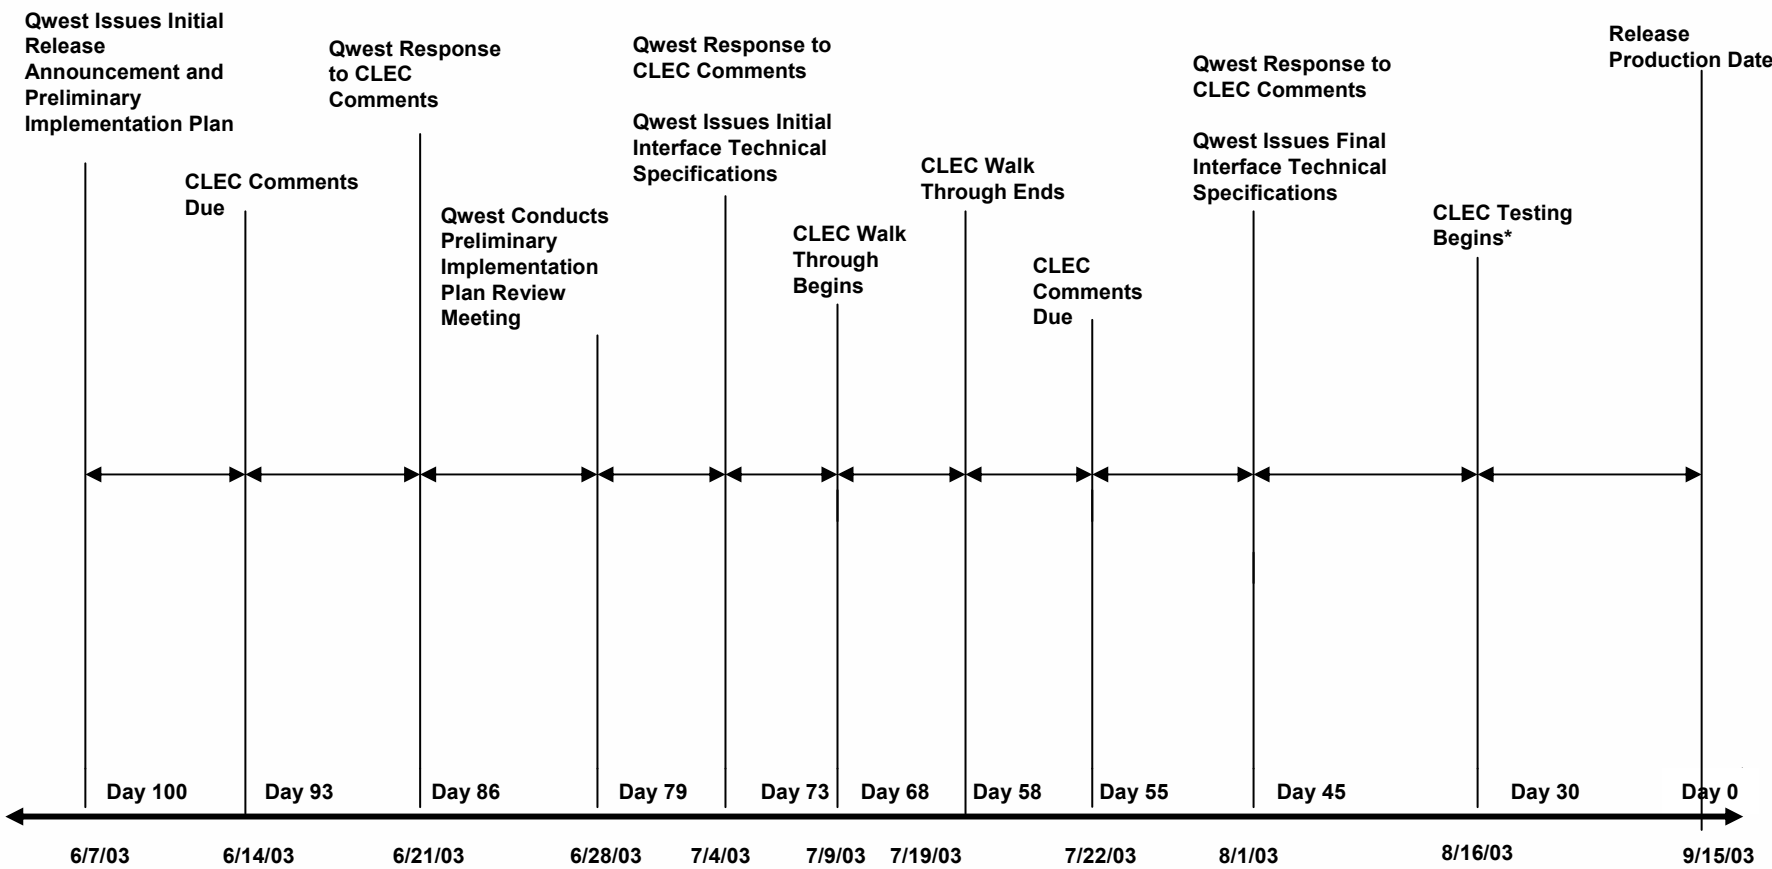 Qwest Issues Initial
Release
Announcement and
Preliminary
Implementation Plan
CLEC Comments
Due
Qwest Response
to CLEC
Comments
Qwest Conducts
Preliminary
Implementation
Plan Review
Meeting
Qwest Response to
CLEC Comments
Qwest Issues Initial
Interface Technical
Specifications
CLEC Walk
Through
Begins
CLEC Walk
Through Ends
CLEC
Comments
Due
Qwest Response to
CLEC Comments
Qwest Issues Final
Interface Technical
Specifications
CLEC Testing
Begins*
Release
Production Date
Day 100 Day 93 Day 86 Day 79 Day 73 Day 68 Day 58 Day 55 Day 45 Day 30 Day 0
6/7/03 6/14/03 6/21/03 6/28/03 7/4/03 7/9/03 7/19/03 7/22/03 8/1/03 8/16/03 9/15/03